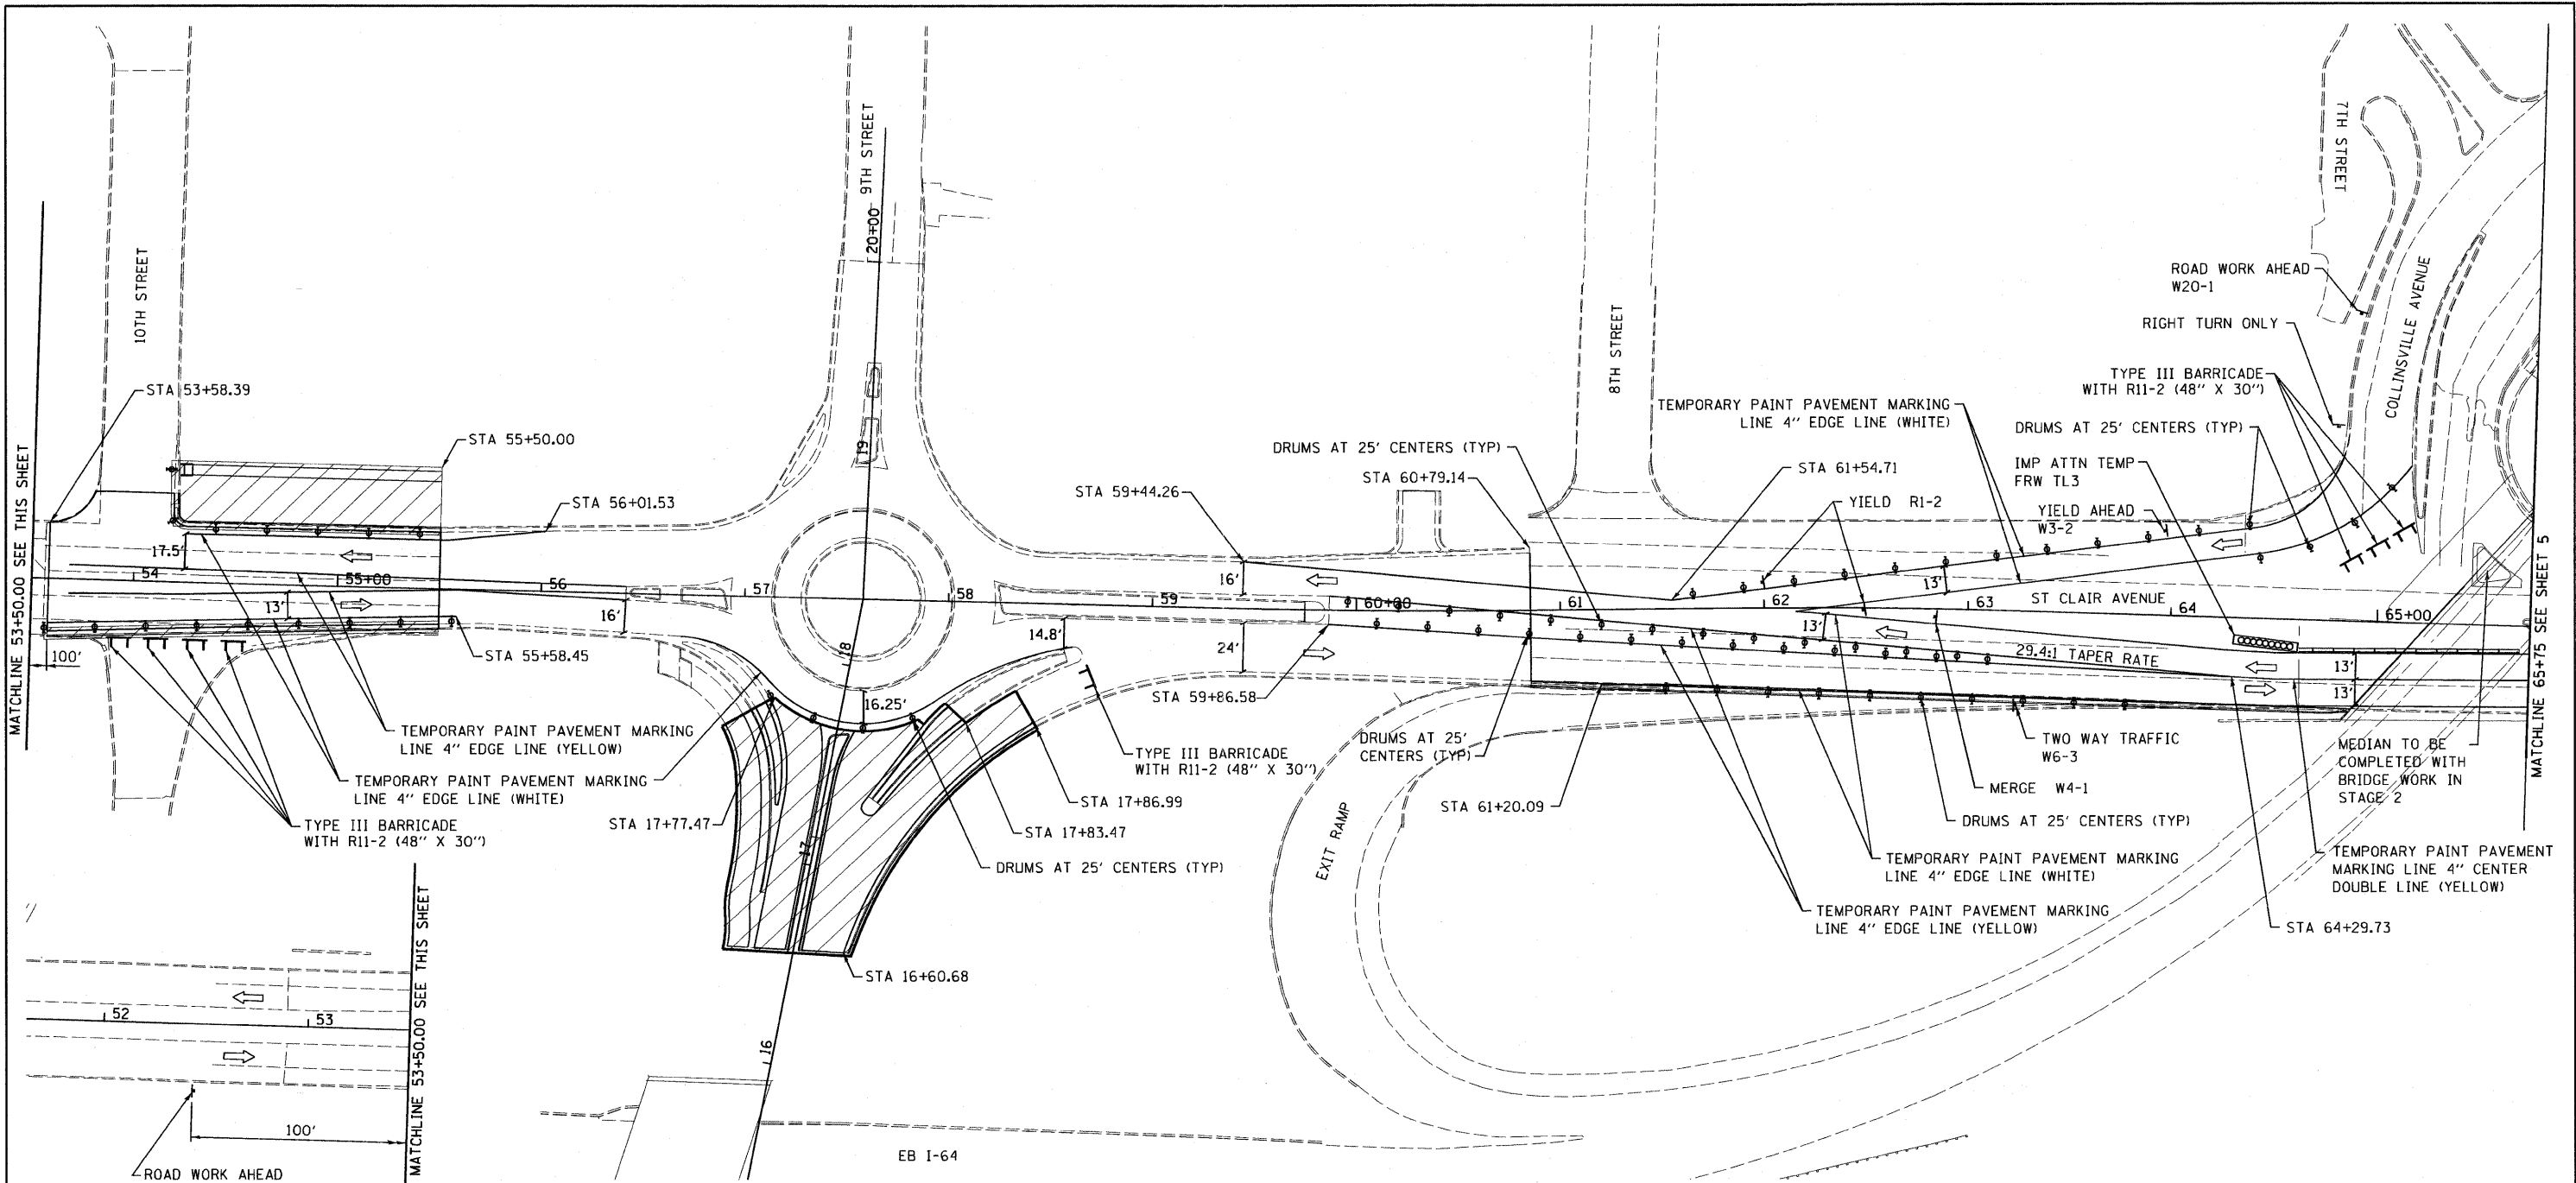 MATCHLINE 53+50.00 SEE THIS SHEET
10TH STREET
STA 53+58.39
STA 55+50.00
STA 56+01.53
17.5'
54
55+00
56
13'
16'
100'
STA 55+58.45
TEMPORARY PAINT PAVEMENT MARKING
LINE 4" EDGE LINE (YELLOW)
TEMPORARY PAINT PAVEMENT MARKING
LINE 4" EDGE LINE (WHITE)
TYPE III BARRICADE
WITH R11-2 (48" X 30")
9TH STREET
20+00
19
57
58
59
18
16.25'
14.8'
24'
16'
STA 59+44.26
STA 59+86.58
TYPE III BARRICADE
WITH R11-2 (48" X 30")
STA 17+86.99
STA 17+83.47
STA 17+77.47
DRUMS AT 25' CENTERS (TYP)
17
STA 16+60.68
16
EB I-64
8TH STREET
DRUMS AT 25' CENTERS (TYP)
STA 60+79.14
TEMPORARY PAINT PAVEMENT MARKING
LINE 4" EDGE LINE (WHITE)
STA 61+54.71
YIELD R1-2
YIELD AHEAD
W3-2
IMP ATTN TEMP
FRW TL3
DRUMS AT 25' CENTERS (TYP)
TYPE III BARRICADE
WITH R11-2 (48" X 30")
RIGHT TURN ONLY
ROAD WORK AHEAD
W20-1
7TH STREET
COLLINSVILLE AVENUE
60+00
61
62
63
ST CLAIR AVENUE
64
65+00
13'
13'
29.4:1 TAPER RATE
13'
13'
DRUMS AT 25'
CENTERS (TYP)
STA 61+20.09
EXIT RAMP
TWO WAY TRAFFIC
W6-3
MERGE W4-1
DRUMS AT 25' CENTERS (TYP)
TEMPORARY PAINT PAVEMENT MARKING
LINE 4" EDGE LINE (WHITE)
TEMPORARY PAINT PAVEMENT MARKING
LINE 4" EDGE LINE (YELLOW)
MEDIAN TO BE
COMPLETED WITH
BRIDGE WORK IN
STAGE 2
TEMPORARY PAINT PAVEMENT
MARKING LINE 4" CENTER
DOUBLE LINE (YELLOW)
STA 64+29.73
MATCHLINE 65+75 SEE SHEET 5
52
53
MATCHLINE 53+50.00 SEE THIS SHEET
100'
ROAD WORK AHEAD